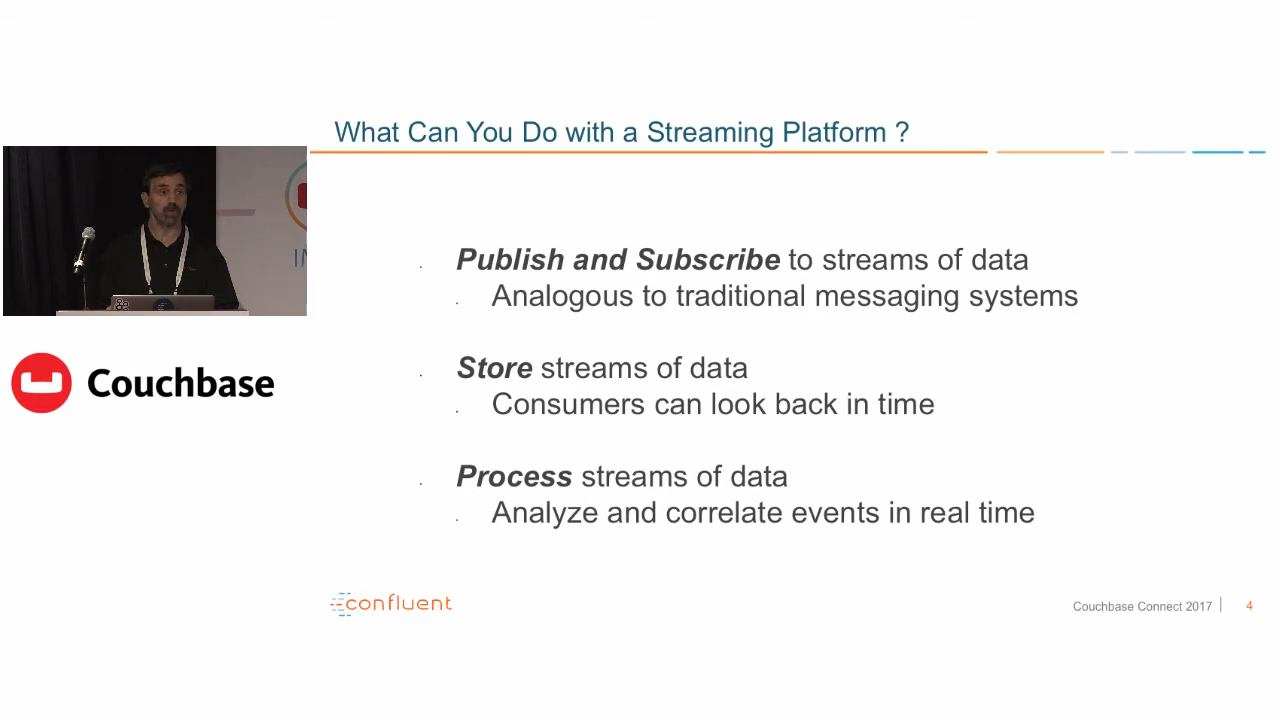 What Can You Do with a Streaming Platform ?
Publish and Subscribe to streams of data
Analogous to traditional messaging systems
Store streams of data
Consumers can look back in time
Process streams of data
Analyze and correlate events in real time
Couchbase
confluent
Couchbase Connect 2017
4